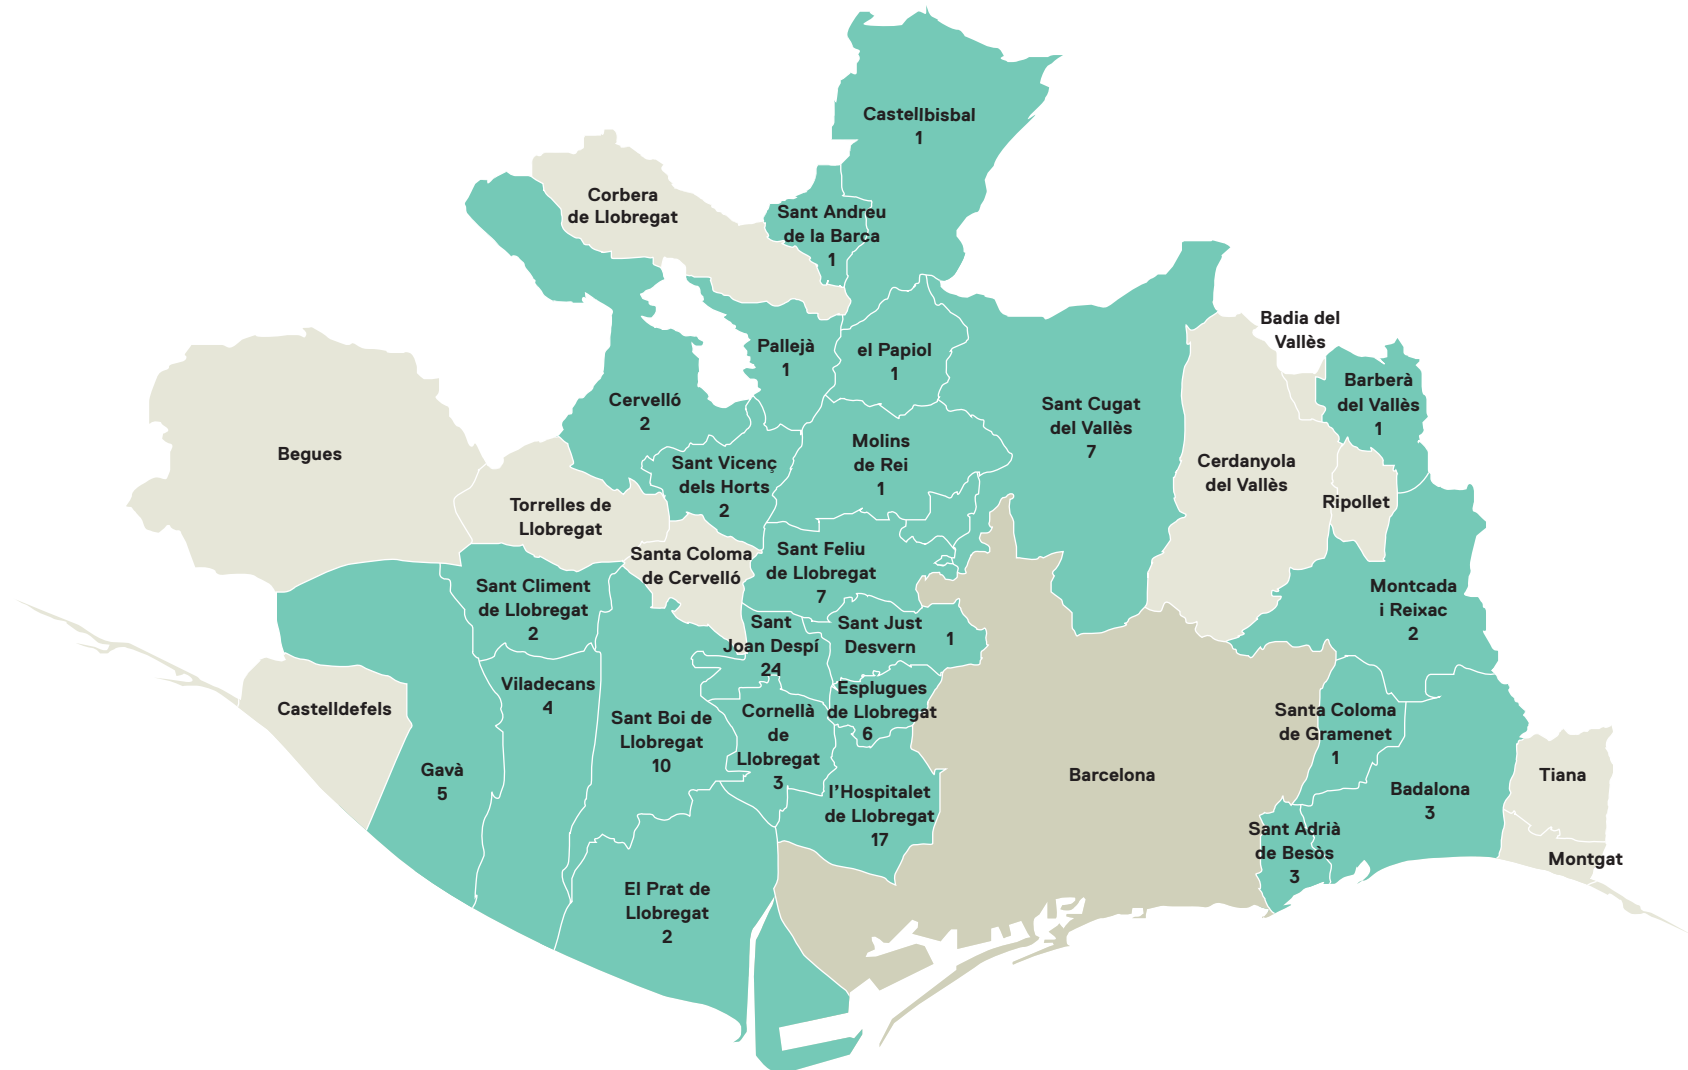 Castellbisbal
1
Corbera
de Llobregat
Sant Andreu
de la Barca
1
Badia del
Vallès
Pallejà
1
el Papiol
1
Barberà
del Vallès
1
Cervelló
2
Sant Cugat
del Vallès
7
Begues
Molins
de Rei
1
Sant Vicenç
dels Horts
2
Cerdanyola
del Vallès
Ripollet
Torrelles de
Llobregat
Santa Coloma
de Cervelló
Sant Feliu
de Llobregat
7
Sant Climent
de Llobregat
2
Montcada
i Reixac
2
Sant
Joan Despí
24
Sant Just
Desvern
1
Viladecans
4
Esplugues
de Llobregat
6
Castelldefels
Sant Boi de
Llobregat
10
Cornellà
de
Llobregat
3
Santa Coloma
de Gramenet
1
Gavà
5
Barcelona
Tiana
l'Hospitalet
de Llobregat
17
Badalona
3
Sant Adrià
de Besòs
3
Montgat
El Prat de
Llobregat
2